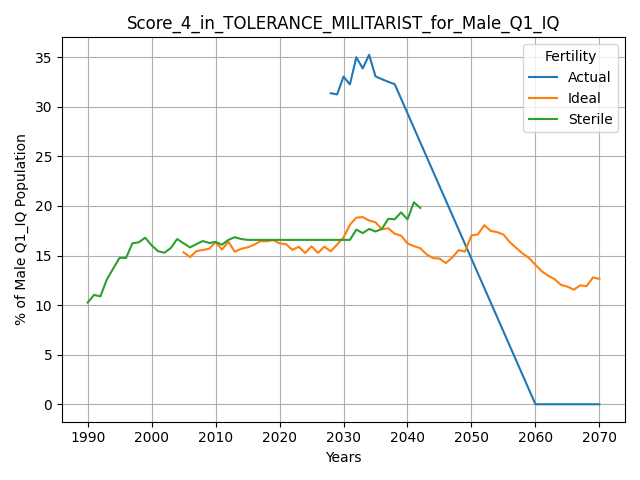 Score_4_in_TOLERANCE_MILITARIST_for_Male_Q1_IQ
Fertility
Actual
Ideal
Sterile
% of Male Q1_IQ Population
35
30
25
20
15
10
5
0
1990 2000 2010 2020 2030 2040 2050 2060 2070
Years